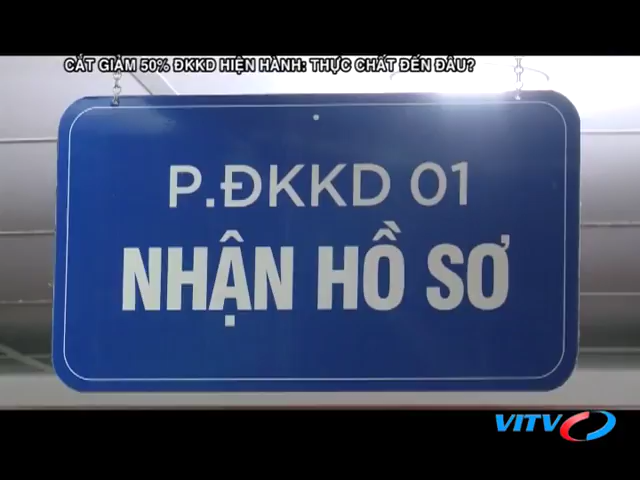 CẮT GIẢM 50% ĐKKD HIỆN HÀNH: THỰC CHẤT ĐẾN ĐÂU?
P.ĐKKD 01
NHẬN HỒ SƠ
VITV